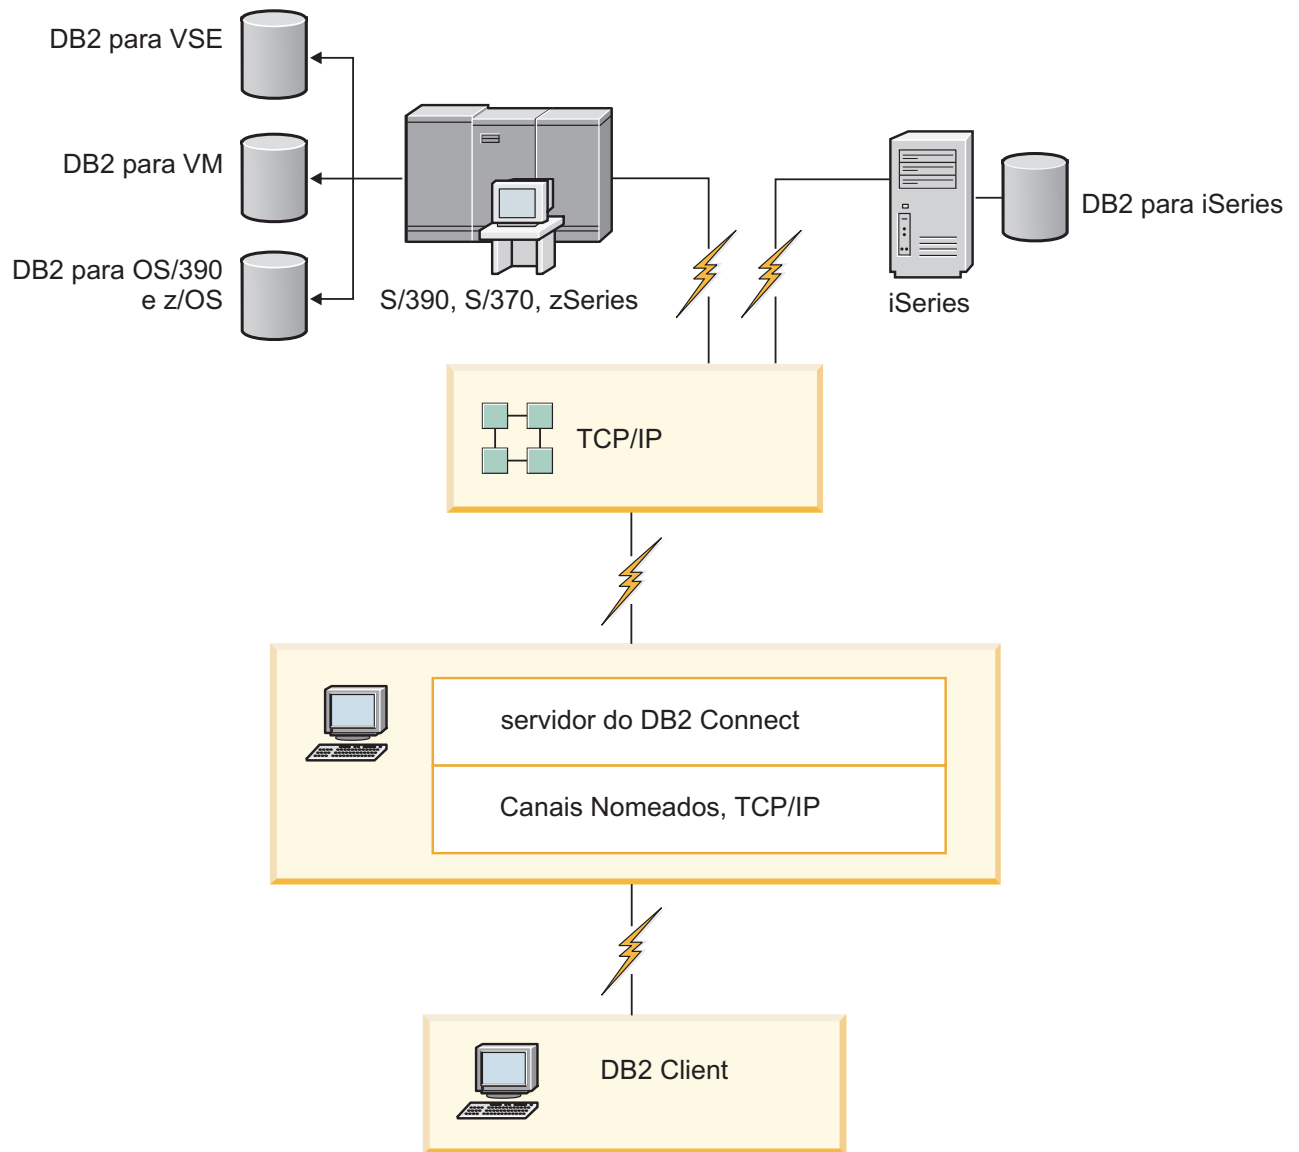 DB2 para VSE
DB2 para VM
DB2 para OS/390
e z/OS
S/390, S/370, zSeries
iSeries
DB2 para iSeries
TCP/IP
servidor do DB2 Connect
Canais Nomeados, TCP/IP
DB2 Client